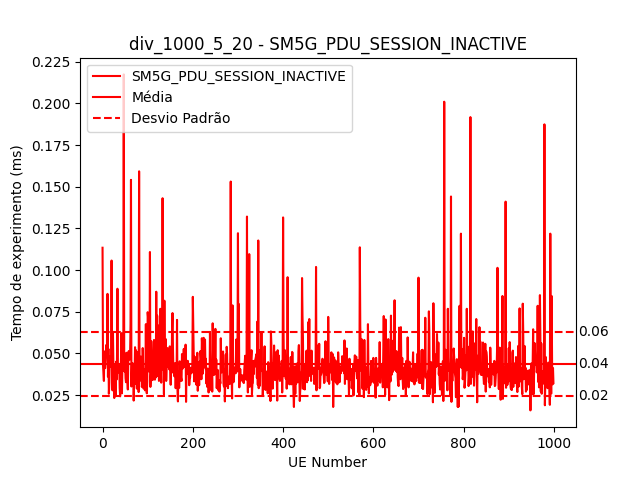 div_1000_5_20 - SM5G_PDU_SESSION_INACTIVE
SM5G_PDU_SESSION_INACTIVE
Média
Desvio Padrão
Tempo de experimento (ms)
0.225
0.200
0.175
0.150
0.125
0.100
0.075
0.050
0.025
0.06
0.04
0.02
0 200 400 600 800 1000
UE Number